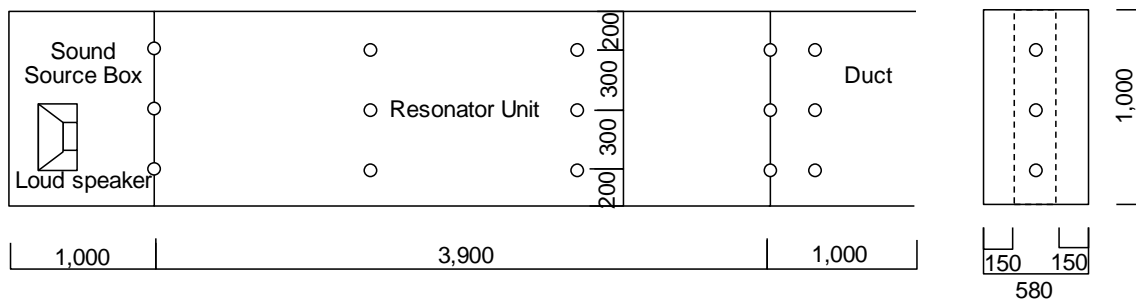 Sound
Source Box
Loud speaker
Resonator Unit
200
300
300
200
Duct
1,000
3,900
1,000
1,000
150
150
580